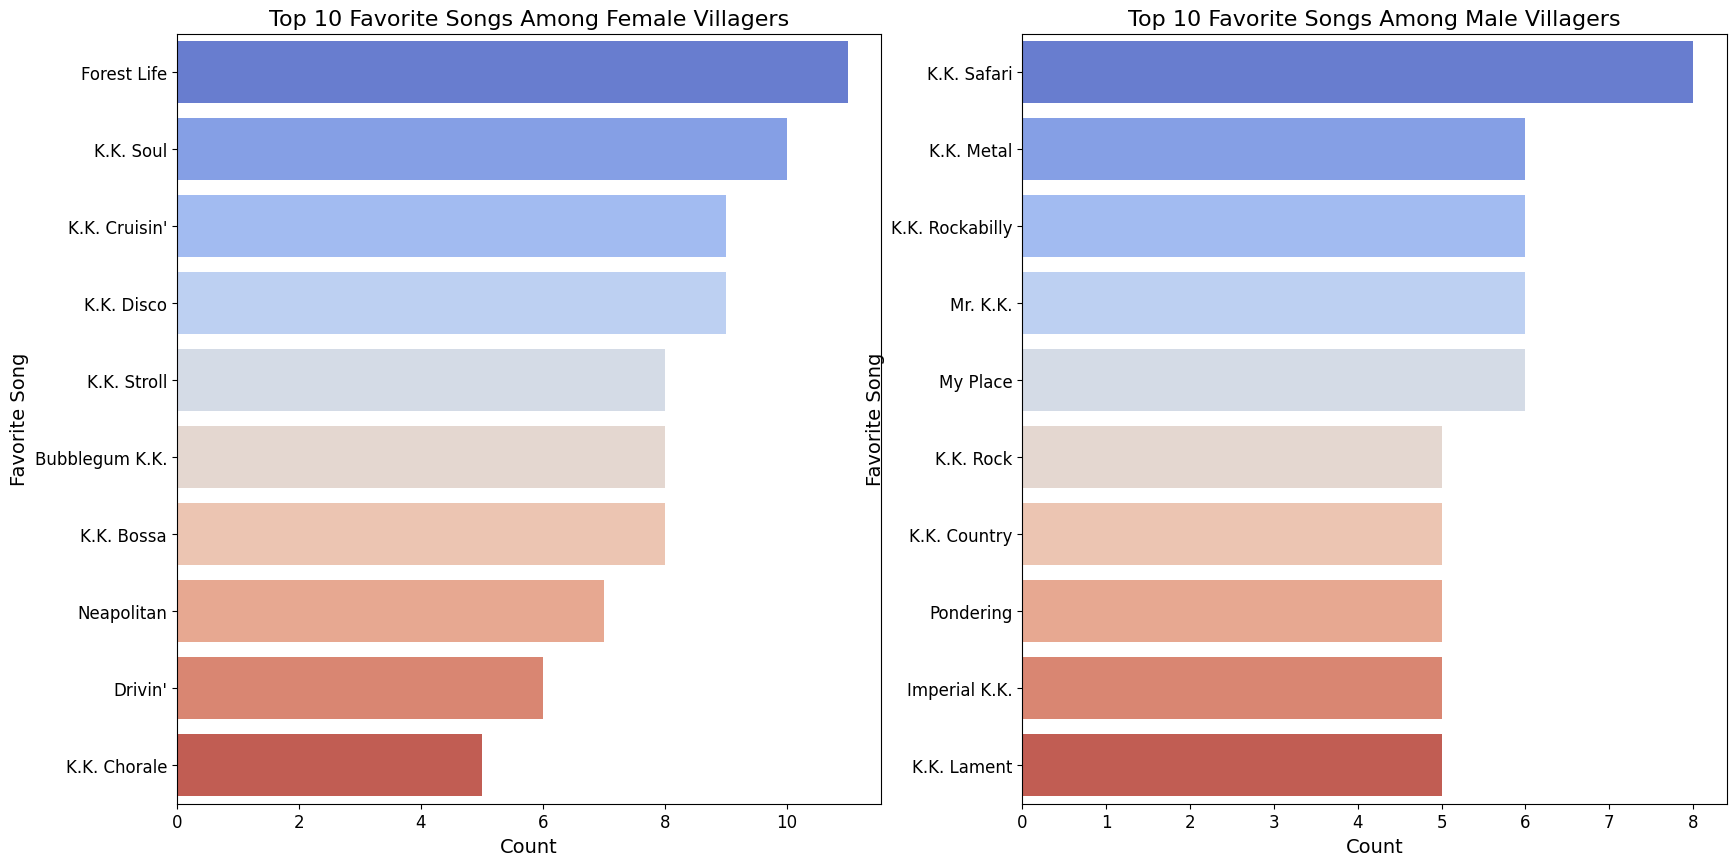 Top 10 Favorite Songs Among Female Villagers
Favorite Song
Forest Life
K.K. Soul
K.K. Cruisin'
K.K. Disco
K.K. Stroll
Bubblegum K.K.
K.K. Bossa
Neapolitan
Drivin'
K.K. Chorale
0 2 4 6 8 10
Count
Top 10 Favorite Songs Among Male Villagers
Favorite Song
K.K. Safari
K.K. Metal
K.K. Rockabilly
Mr. K.K.
My Place
K.K. Rock
K.K. Country
Pondering
Imperial K.K.
K.K. Lament
0 1 2 3 4 5 6 7 8
Count